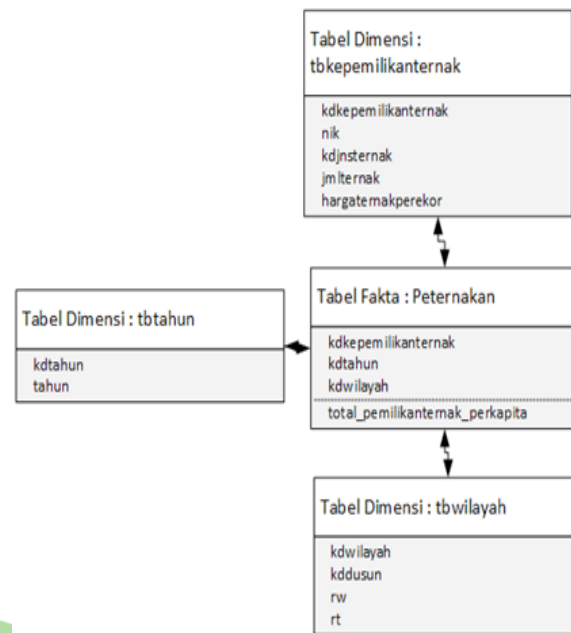 Tabel Dimensi :
tbkepemilikanternak
kdkepemilikanternak
nik
kdjnsternak
jmlternak
hargaternakperekor
Tabel Dimensi : tbtahun
kdtahun
tahun
Tabel Fakta : Peternakan
kdkepemilikanternak
kdtahun
kdwilayah
total_pemilikanternak_perkapita
Tabel Dimensi : tbwilayah
kdwilayah
kddusun
rw
rt